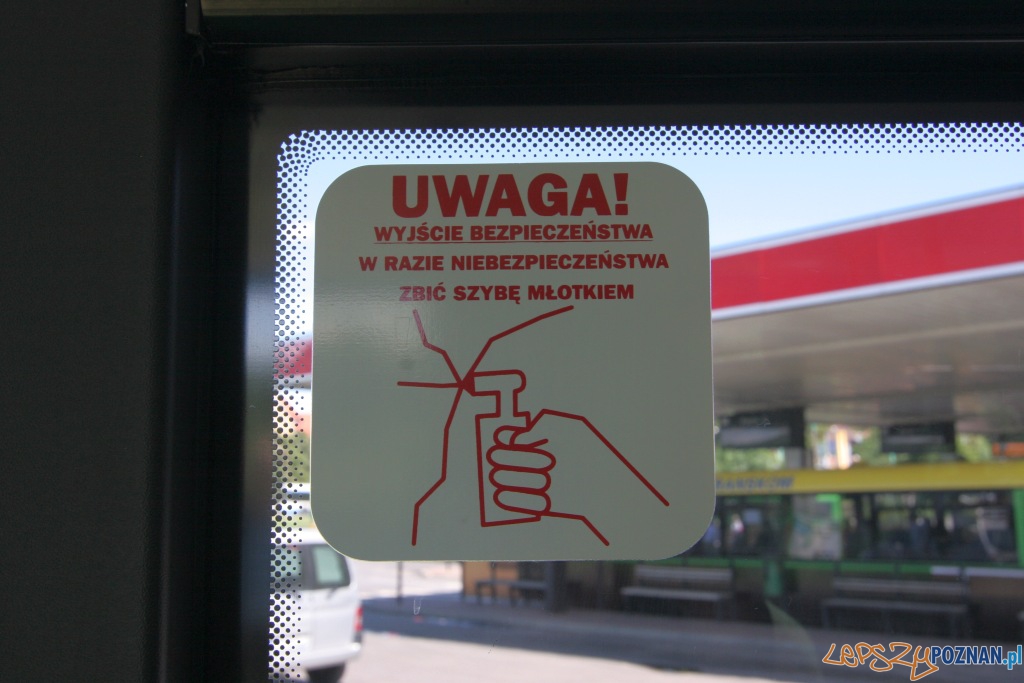 UWAGA!
WYJŚCIE BEZPIECZEŃSTWA
W RAZIE NIEBEZPIECZEŃSTWA
ZBIĆ SZYBĘ MŁOTKIEM
LEPSZYPOZNAN.pl